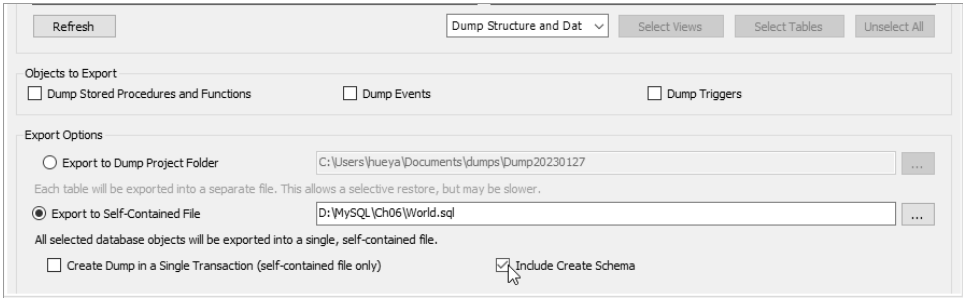 Refresh
Dump Structure and Dat
Select Views
Select Tables
Unselect All
Objects to Export
Dump Stored Procedures and Functions
Dump Events
Dump Triggers
Export Options
Export to Dump Project Folder
C:\Users\hueya\Documents\dumps\Dump20230127
...
Each table will be exported into a separate file. This allows a selective restore, but may be slower.
Export to Self-Contained File
D:\MySQL\Ch06\World.sql
...
All selected database objects will be exported into a single, self-contained file.
Create Dump in a Single Transaction (self-contained file only)
Include Create Schema